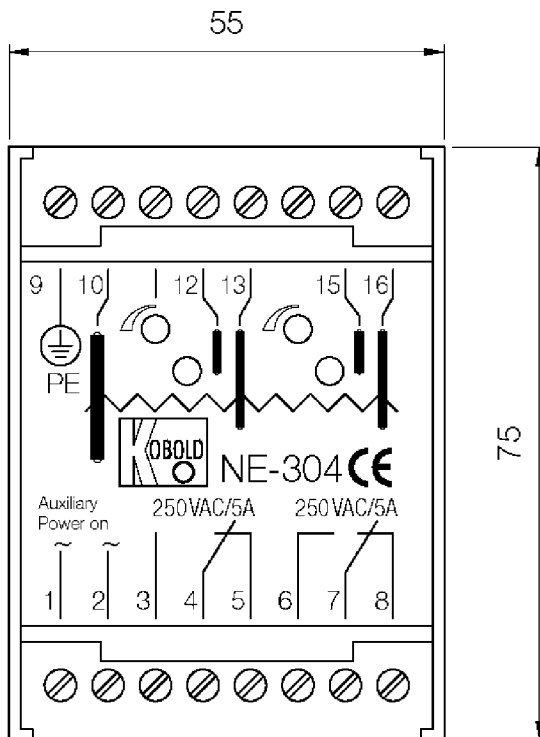 55
9 10 12 13 15 16
PE
75
KOBOLD
NE-304 CE
Auxiliary 250VAC/5A 250VAC/5A
Power on
~ ~
1 2 3 4 5 6 7 8